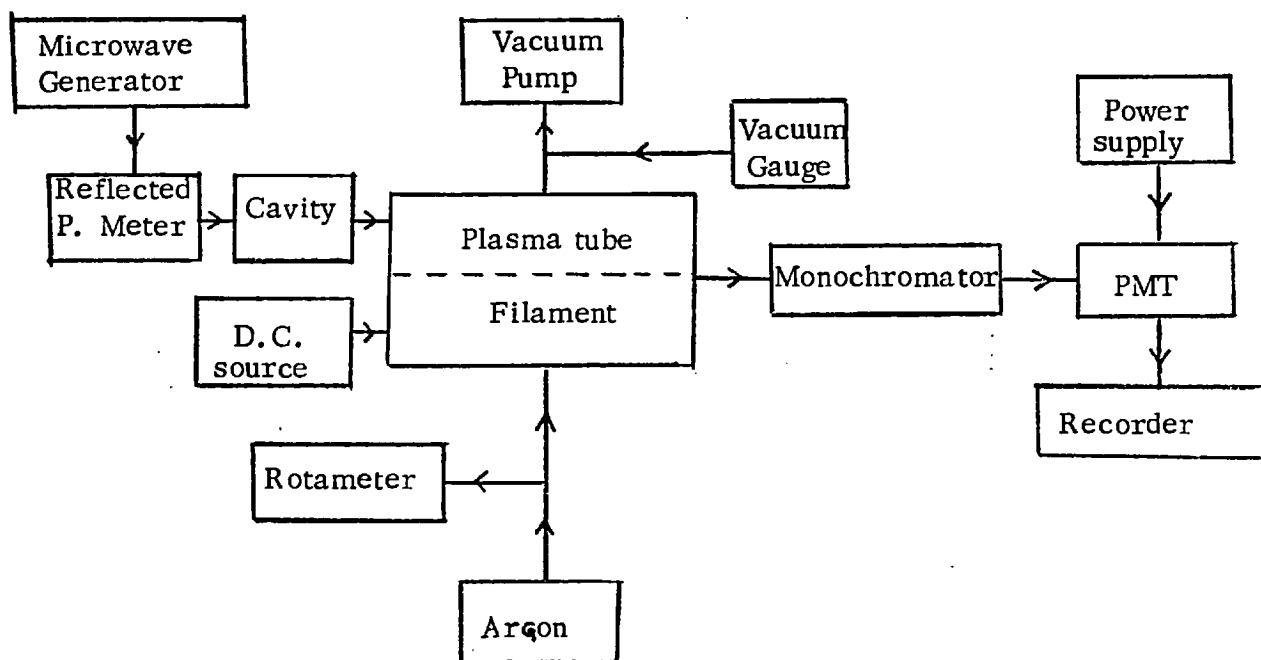 Microwave
Generator
Vacuum
Pump
Vacuum
Gauge
Power
supply
Reflected
P. Meter
Cavity
Plasma tube
Filament
Monochromator
PMT
D.C.
source
Recorder
Rotameter
Argon